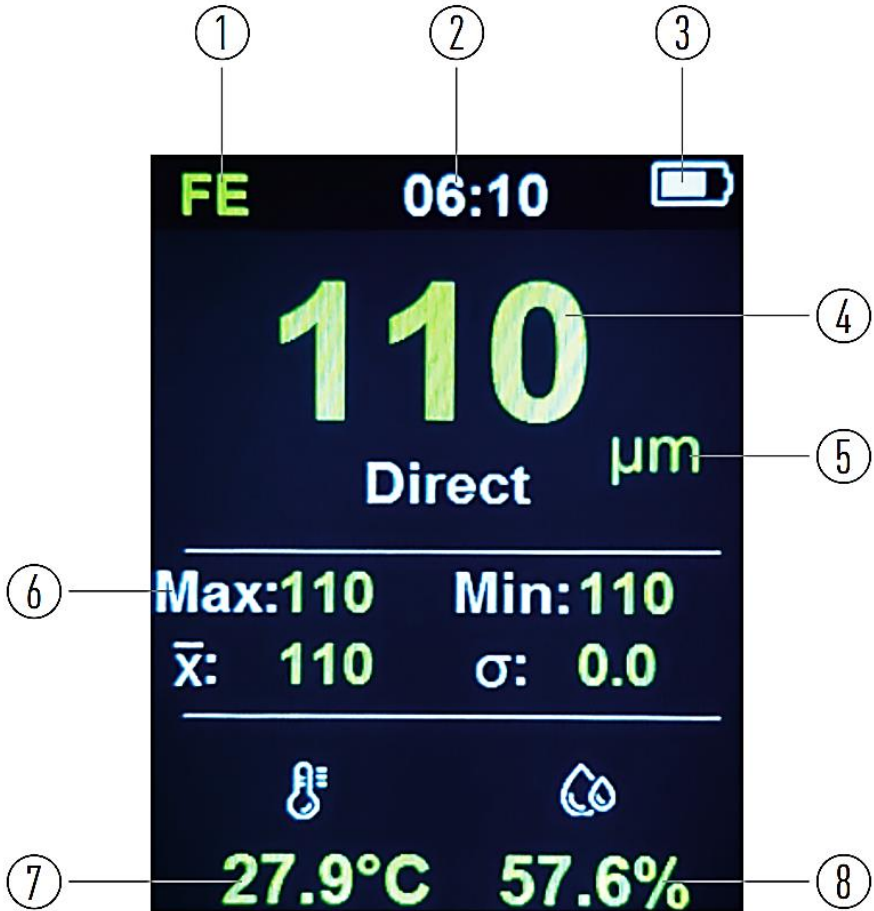 ① ② ③
FE 06:10
110
④
µm
⑤
Direct
⑥ Max:110 Min:110
x̅: 110 σ: 0.0
⑦ 27.9°C 57.6% ⑧